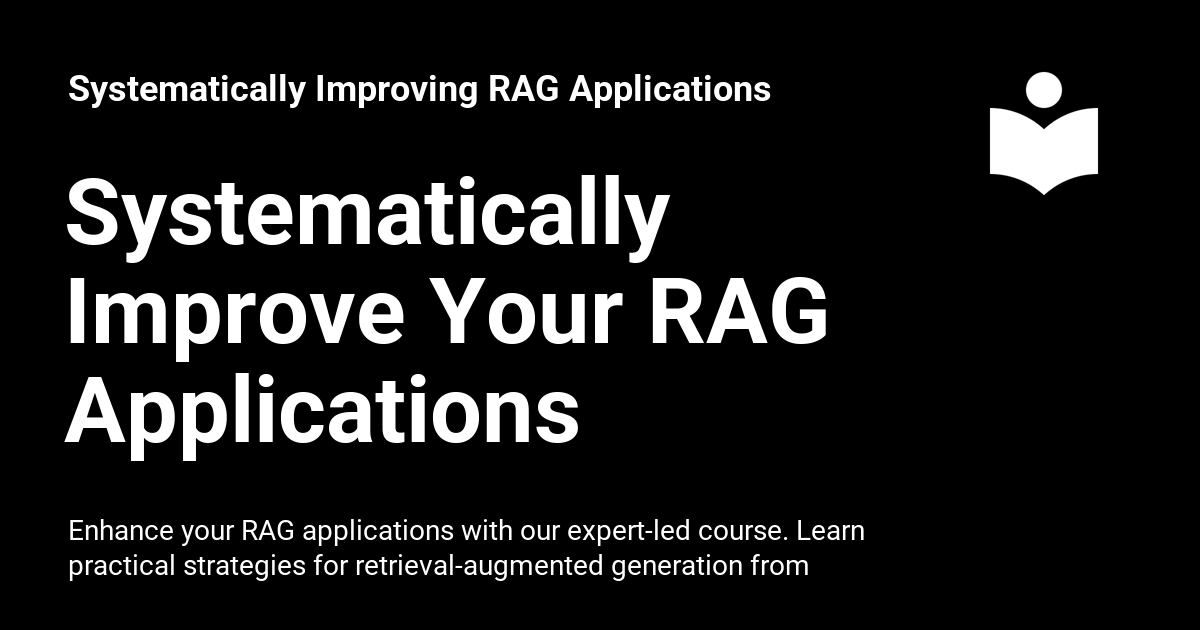 Systematically Improving RAG Applications
Systematically
Improve Your RAG
Applications
Enhance your RAG applications with our expert-led course. Learn
practical strategies for retrieval-augmented generation from